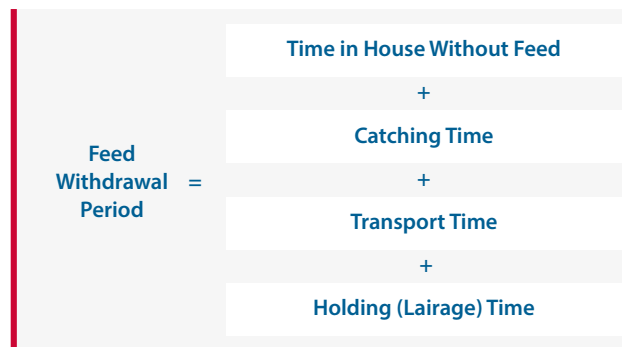 Feed
Withdrawal
Period
=
Time in House Without Feed
+
Catching Time
+
Transport Time
+
Holding (Lairage) Time